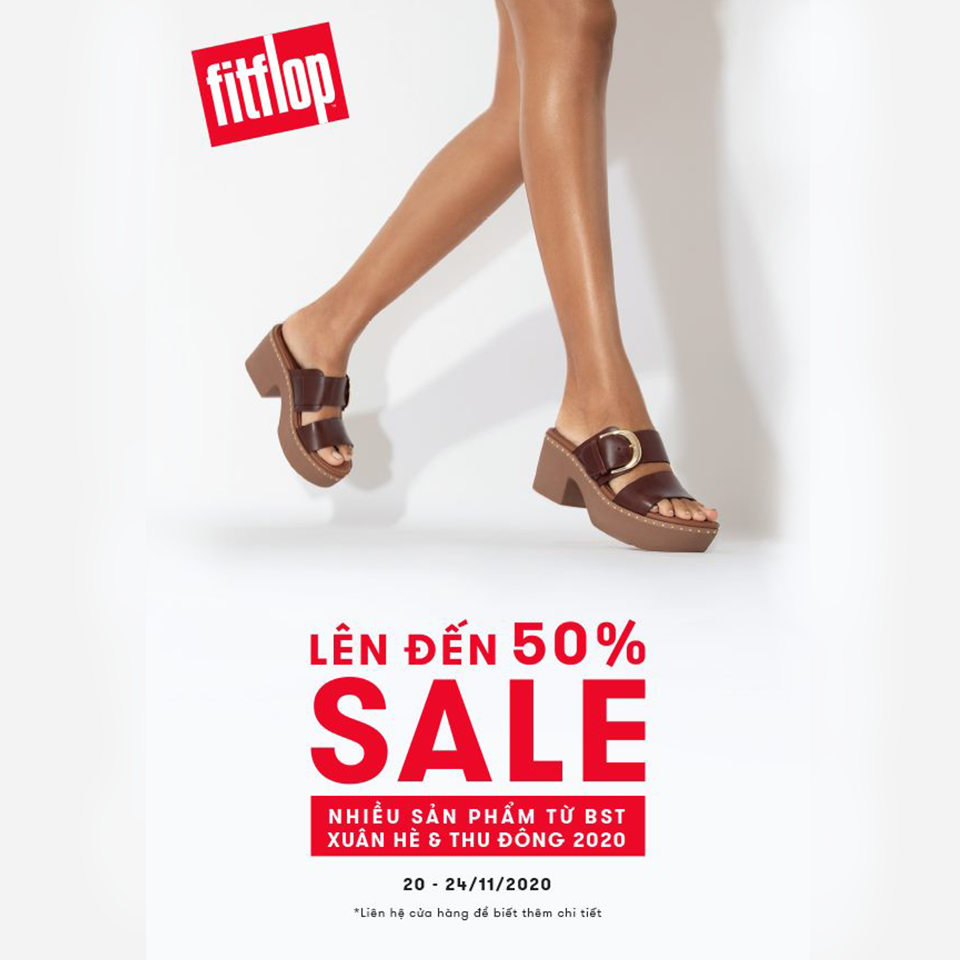 fitflop
LÊN ĐẾN 50%
SALE
NHIỀU SẢN PHẨM TỪ BST
XUÂN HÈ & THU ĐÔNG 2020
20 - 24/11/2020
*Liên hệ cửa hàng để biết thêm chi tiết